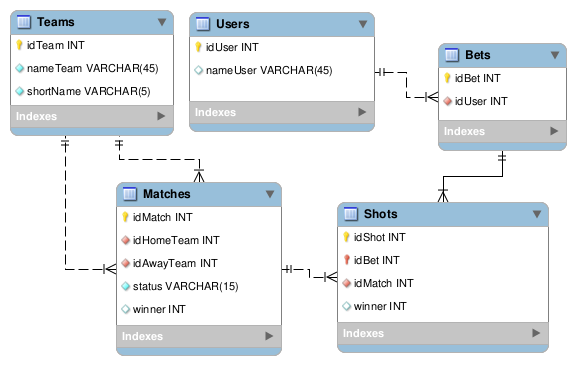 Teams
idTeam INT
nameTeam VARCHAR(45)
shortName VARCHAR(5)
Indexes
Users
idUser INT
nameUser VARCHAR(45)
Indexes
Bets
idBet INT
idUser INT
Indexes
Matches
idMatch INT
idHomeTeam INT
idAwayTeam INT
status VARCHAR(15)
winner INT
Indexes
Shots
idShot INT
idBet INT
idMatch INT
winner INT
Indexes